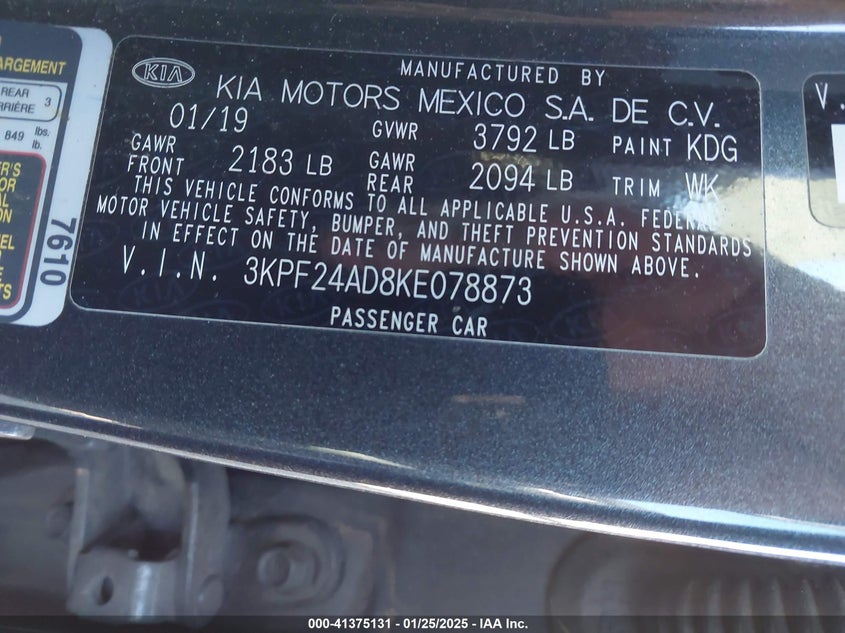 ARGEMENT
REAR 3
RRIÈRE
849 lbs.
lb.
7610
KIA
MANUFACTURED BY
KIA MOTORS MEXICO S.A. DE C.V.
01/19 GVWR 3792 LB PAINT KDG
GAWR FRONT 2183 LB GAWR REAR 2094 LB TRIM WK
THIS VEHICLE CONFORMS TO ALL APPLICABLE U.S.A. FEDERAL
MOTOR VEHICLE SAFETY, BUMPER, AND THEFT PREVENTION STANDARDS
IN EFFECT ON THE DATE OF MANUFACTURE SHOWN ABOVE.
V.I.N. 3KPF24AD8KE078873
PASSENGER CAR
V.
000-41375131 - 01/25/2025 - IAA Inc.